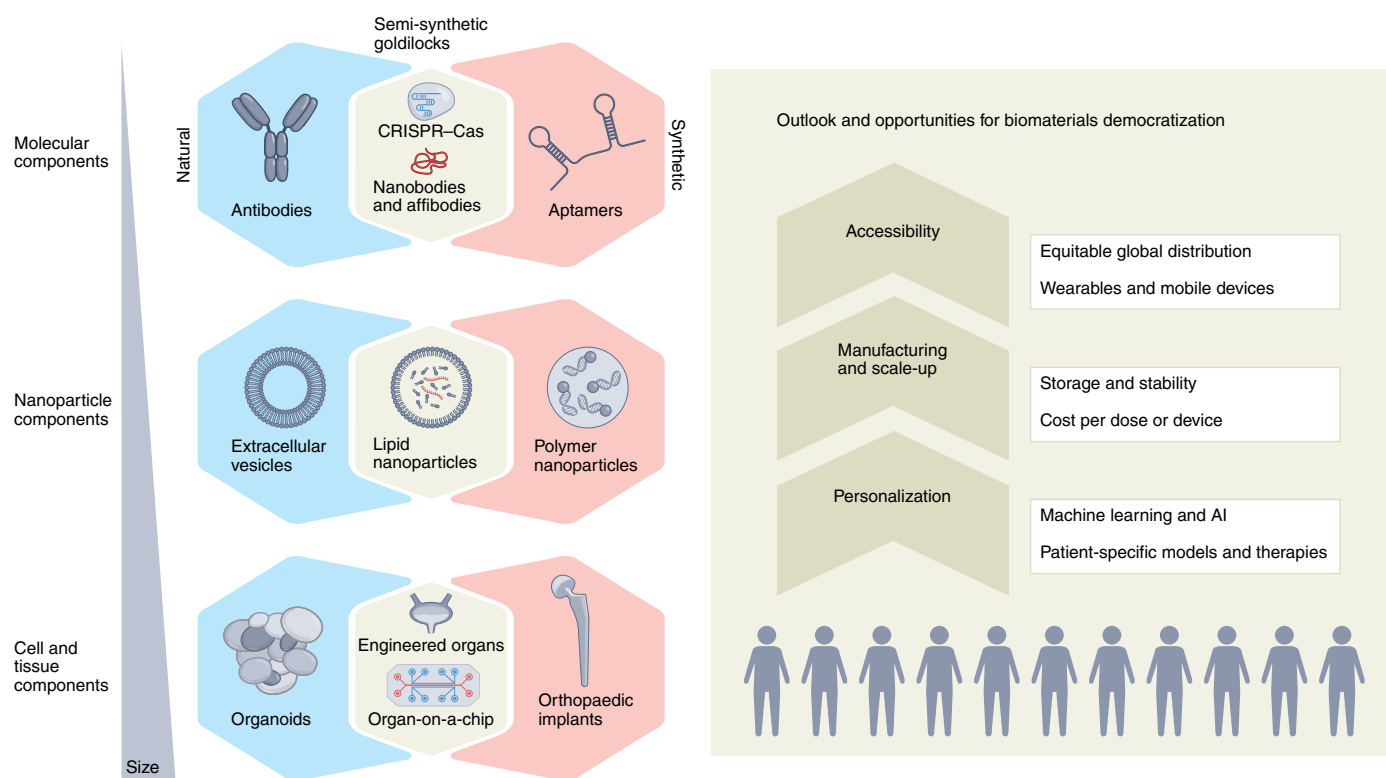 Semi-synthetic
goldilocks
Molecular
components
Natural
Synthetic
Antibodies
CRISPR–Cas
Nanobodies
and affibodies
Aptamers
Nanoparticle
components
Extracellular
vesicles
Lipid
nanoparticles
Polymer
nanoparticles
Cell and
tissue
components
Organoids
Engineered organs
Organ-on-a-chip
Orthopaedic
implants
Size
Outlook and opportunities for biomaterials democratization
Accessibility
Equitable global distribution
Wearables and mobile devices
Manufacturing
and scale-up
Storage and stability
Cost per dose or device
Personalization
Machine learning and AI
Patient-specific models and therapies